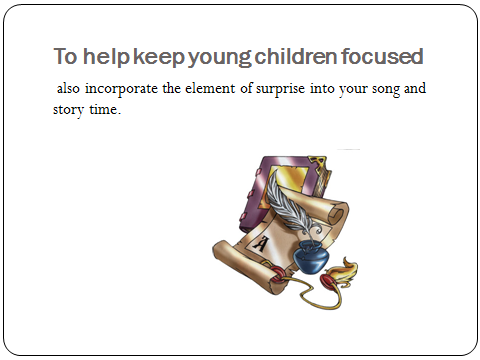 To help keep young children focused
also incorporate the element of surprise into your song and
story time.
A